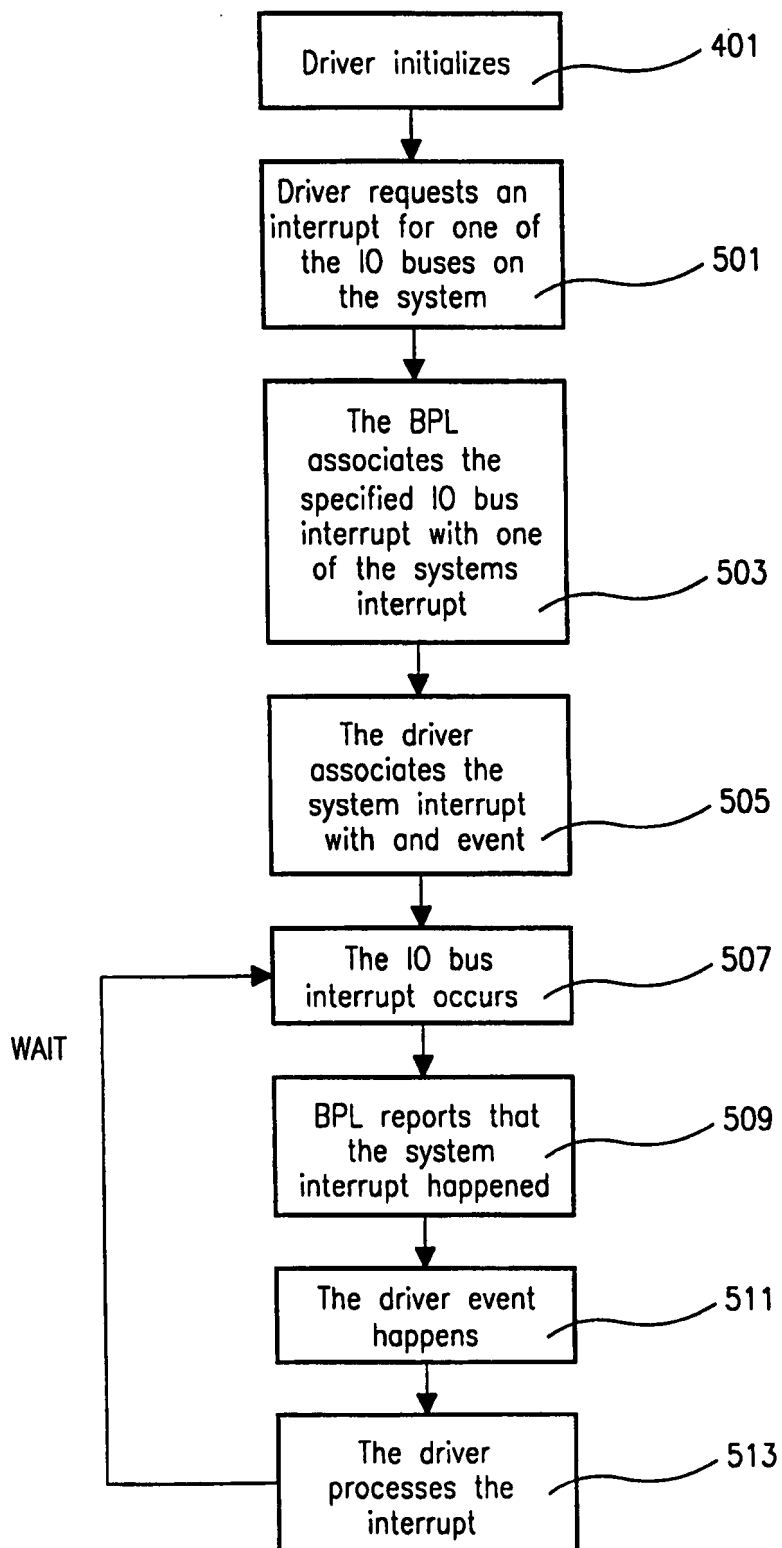 Driver initializes
401
Driver requests an
interrupt for one of
the IO buses on
the system
501
The BPL
associates the
specified IO bus
interrupt with one
of the systems
interrupt
503
The driver
associates the
system interrupt
with and event
505
The IO bus
interrupt occurs
507
WAIT
BPL reports that
the system
interrupt happened
509
The driver event
happens
511
The driver
processes the
interrupt
513